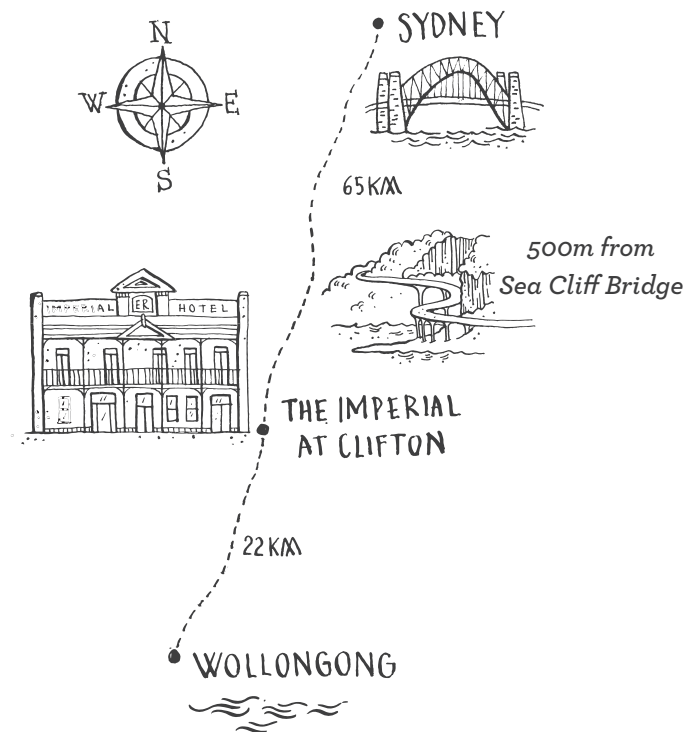 N
W E
S
SYDNEY
65KM
500m from
Sea Cliff Bridge
IMPERIAL ER HOTEL
THE IMPERIAL
AT CLIFTON
22KM
WOLLONGONG